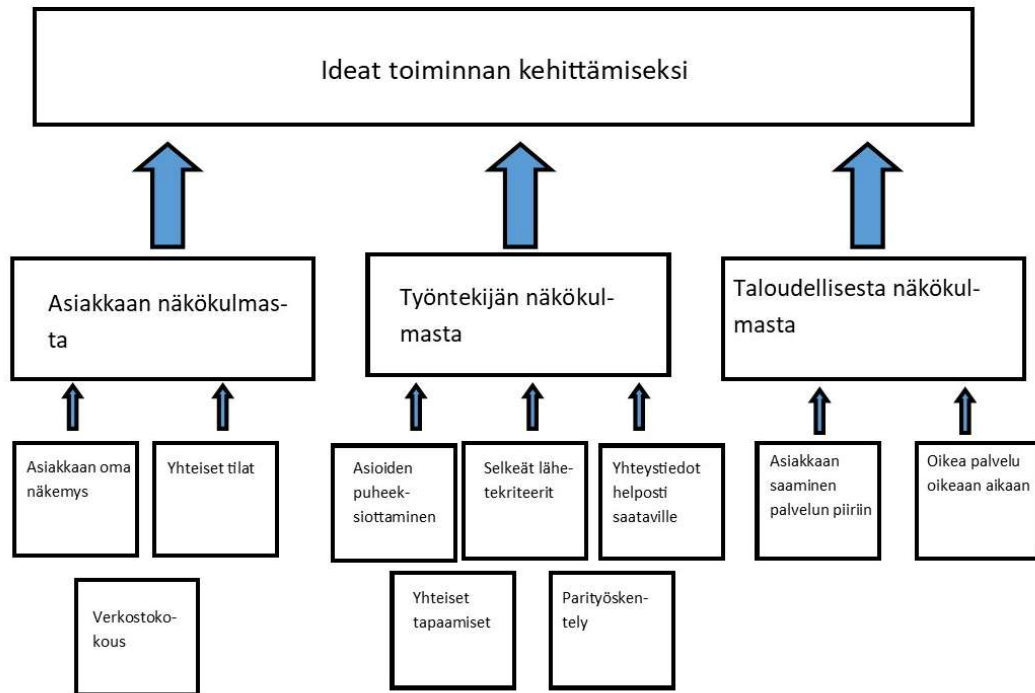 Ideat toiminnan kehittämiseksi
Asiakkaan näkökulmas-
ta
Työntekijän näkökul-
masta
Taloudellisesta näkökul-
masta
Asiakkaan oma
näkemys
Yhteiset tilat
Asioiden
puheek-
siottaminen
Selkeät lähe-
tekriteerit
Yhteystiedot
helposti
saataville
Asiakkaan
saaminen
palvelun piiriin
Oikea palvelu
oikeaan aikaan
Verkostoko-
kous
Yhteiset
tapaamiset
Parityösken-
tely